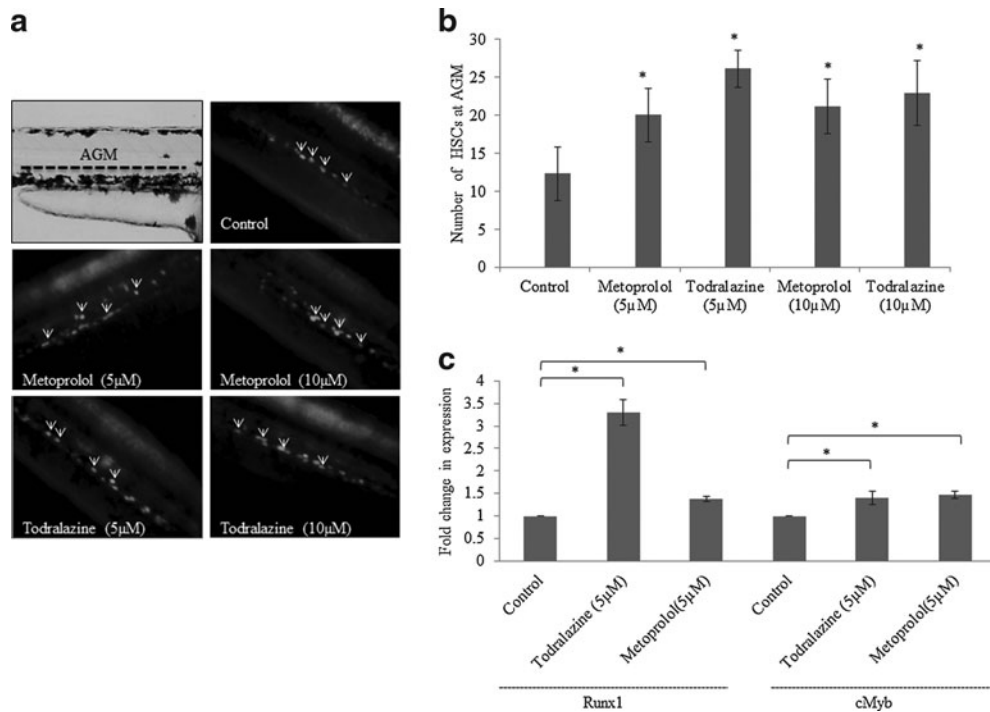 a
AGM
Control
Metoprolol (5μM)
Metoprolol (10μM)
Todralazine (5μM)
Todralazine (10μM)
b
Number of HSCs at AGM
30
25
20
15
10
5
0
*
*
*
*
Control
Metoprolol (5μM)
Todralazine (5μM)
Metoprolol (10μM)
Todralazine (10μM)
c
Fold change in expression
4
3.5
3
2.5
2
1.5
1
0.5
0
*
*
*
*
Control
Todralazine (5μM)
Metoprolol(5μM)
Control
Todralazine (5μM)
Metoprolol(5μM)
Runx1
cMyb